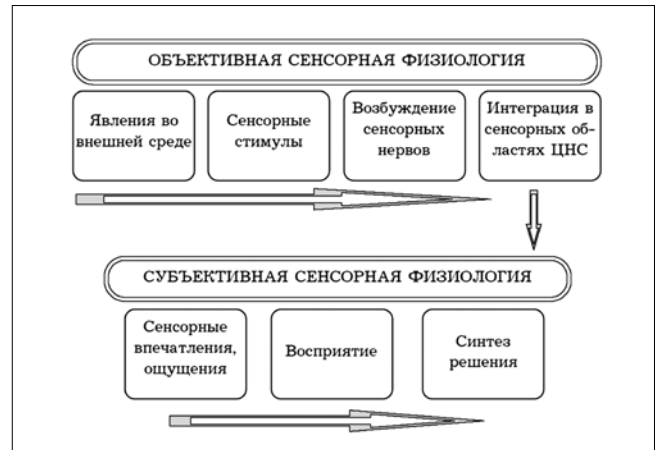 ОБЪЕКТИВНАЯ СЕНСОРНАЯ ФИЗИОЛОГИЯ
Явления во
внешней среде
Сенсорные
стимулы
Возбуждение
сенсорных
нервов
Интеграция в
сенсорных об-
ластях ЦНС
СУБЪЕКТИВНАЯ СЕНСОРНАЯ ФИЗИОЛОГИЯ
Сенсорные
впечатления,
ощущения
Восприятие
Синтез
решения